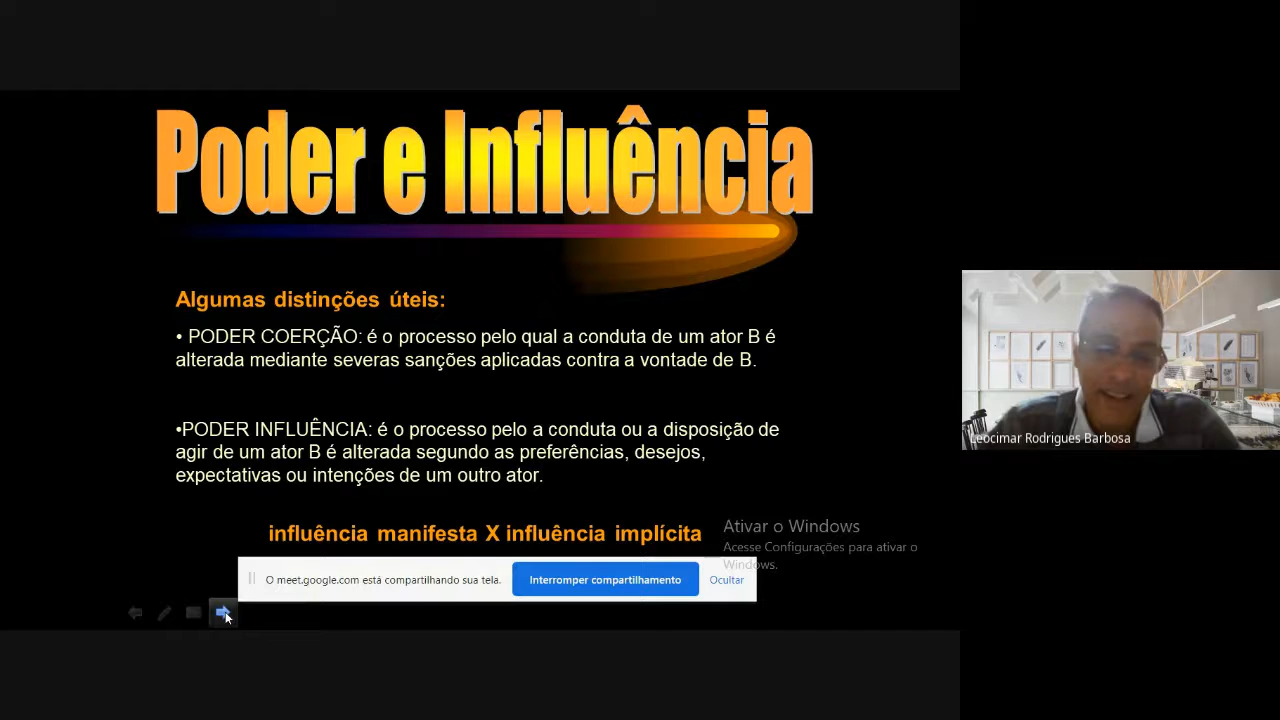 Poder e Influência
Algumas distinções úteis:
• PODER COERÇÃO: é o processo pelo qual a conduta de um ator B é
alterada mediante severas sanções aplicadas contra a vontade de B.
•PODER INFLUÊNCIA: é o processo pelo a conduta ou a disposição de
agir de um ator B é alterada segundo as preferências, desejos,
expectativas ou intenções de um outro ator.
influência manifesta X influência implícita
Ativar o Windows
Acesse Configurações para ativar o
Windows.
O meet.google.com está compartilhando sua tela.
Interromper compartilhamento
Ocultar
Leocimar Rodrigues Barbosa